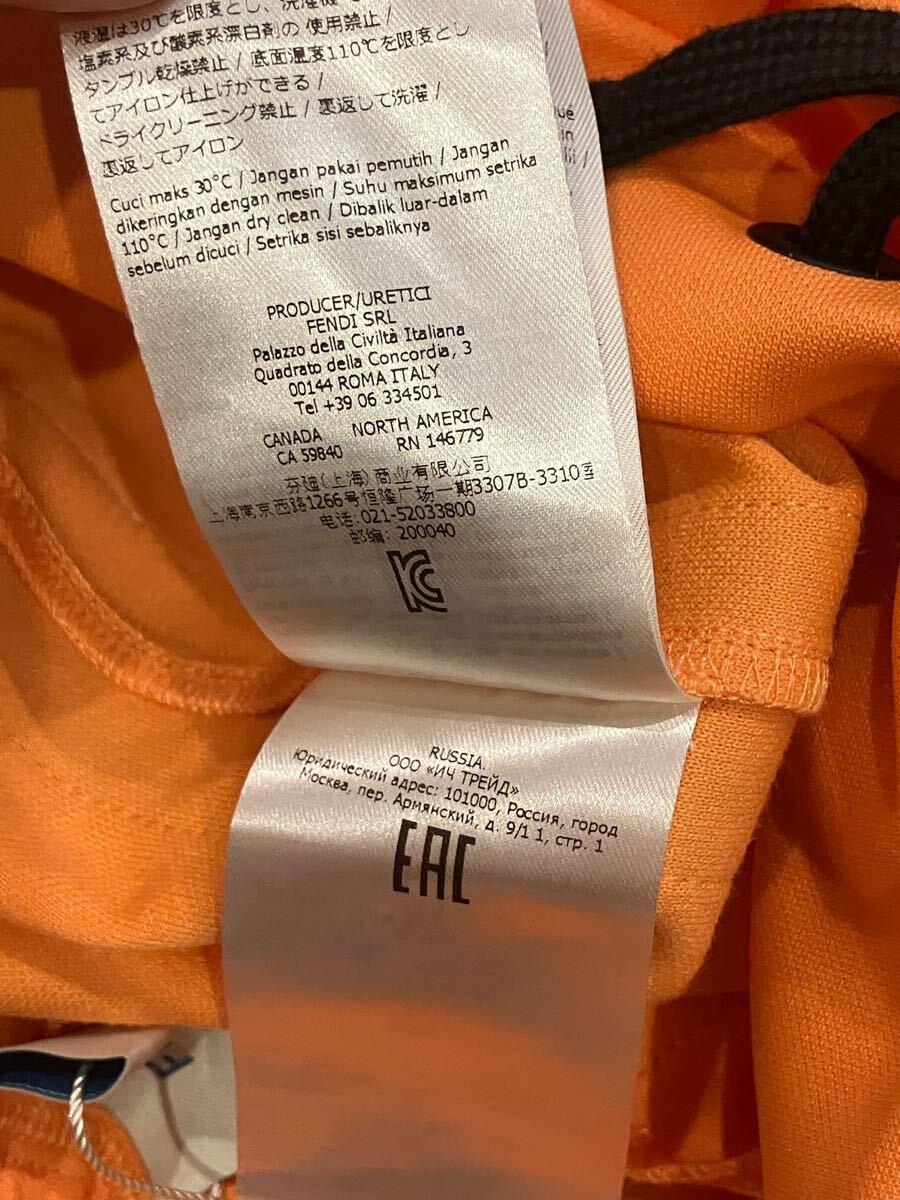 液温は30℃を限度とし、洗濯機
塩素系及び酸素系漂白剤の使用禁止 /
タンブル乾燥禁止 / 底面温度110℃を限度とし
てアイロン仕上げができる /
ドライクリーニング禁止 / 裏返して洗濯 /
裏返してアイロン
Cuci maks 30°C / Jangan pakai pemutih / Jangan
dikeringkan dengan mesin / Suhu maksimum setrika
110°C / Jangan dry clean / Dibalik luar-dalam
sebelum dicuci / Setrika sisi sebaliknya
PRODUCER/URETICI
FENDI SRL
Palazzo della Civiltà Italiana
Quadrato della Concordia, 3
00144 ROMA ITALY
Tel +39 06 334501
CANADA NORTH AMERICA
CA 59840 RN 146779
芬迪(上海)商业有限公司
上海南京西路1266号恒隆广场一期3307B-3310室
电话:021-52033800
邮编: 200040
KC
RUSSIA.
ООО «ИЧ ТРЕЙД»
Юридический адрес: 101000, Россия, город
Москва, пер. Армянский, д. 9/1 1, стр. 1
EAC